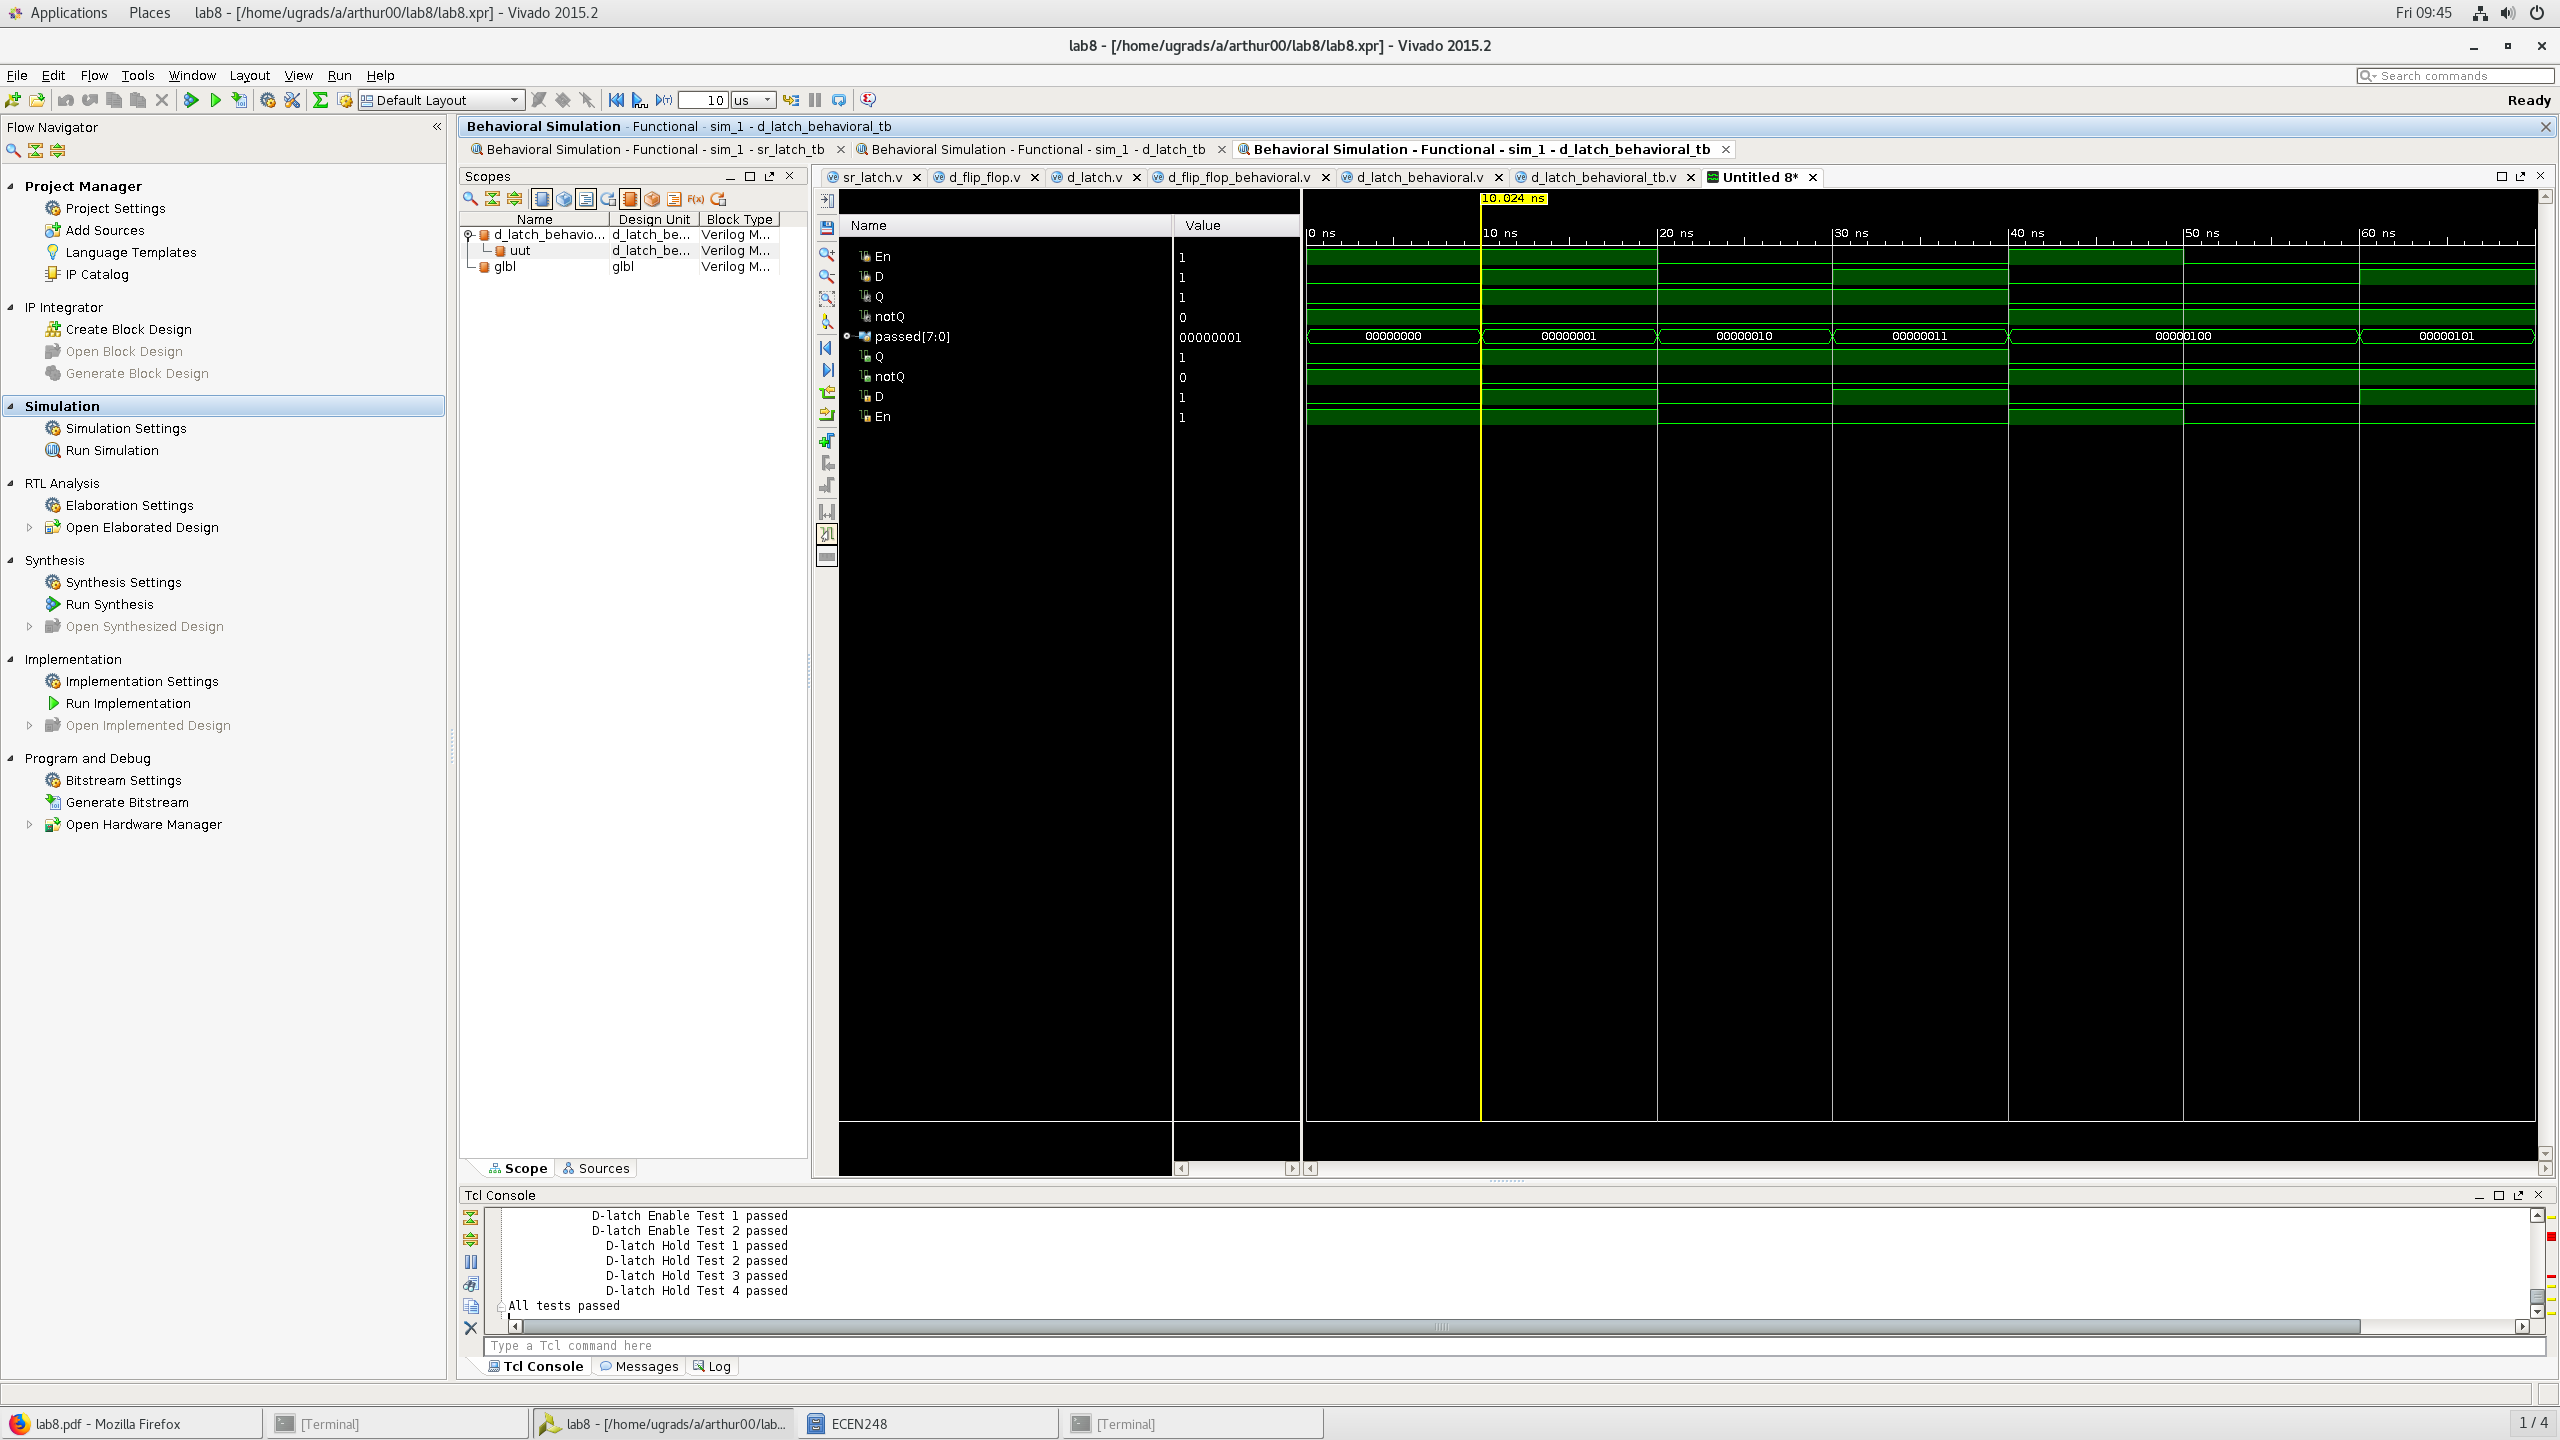 Applications Places lab8 - [/home/ugrads/a/arthur00/lab8/lab8.xpr] - Vivado 2015.2 Fri 09:45
lab8 - [/home/ugrads/a/arthur00/lab8/lab8.xpr] - Vivado 2015.2
File Edit Flow Tools Window Layout View Run Help Search commands
Default Layout 10 us Ready
Flow Navigator
Project Manager
Project Settings
Add Sources
Language Templates
IP Catalog
IP Integrator
Create Block Design
Open Block Design
Generate Block Design
Simulation
Simulation Settings
Run Simulation
RTL Analysis
Elaboration Settings
Open Elaborated Design
Synthesis
Synthesis Settings
Run Synthesis
Open Synthesized Design
Implementation
Implementation Settings
Run Implementation
Open Implemented Design
Program and Debug
Bitstream Settings
Generate Bitstream
Open Hardware Manager
Behavioral Simulation - Functional - sim_1 - d_latch_behavioral_tb
Behavioral Simulation - Functional - sim_1 - sr_latch_tb Behavioral Simulation - Functional - sim_1 - d_latch_tb Behavioral Simulation - Functional - sim_1 - d_latch_behavioral_tb
Scopes
F(x)
Name Design Unit Block Type
d_latch_behavio... d_latch_be... Verilog M...
uut d_latch_be... Verilog M...
glbl glbl Verilog M...
Scope Sources
sr_latch.v d_flip_flop.v d_latch.v d_flip_flop_behavioral.v d_latch_behavioral.v d_latch_behavioral_tb.v Untitled 8*
10.024 ns
Name Value
0 ns 10 ns 20 ns 30 ns 40 ns 50 ns 60 ns
En 1
D 1
Q 1
notQ 0
passed[7:0] 00000001 00000000 00000001 00000010 00000011 00000100 00000101
Q 1
notQ 0
D 1
En 1
Tcl Console
D-latch Enable Test 1 passed
D-latch Enable Test 2 passed
D-latch Hold Test 1 passed
D-latch Hold Test 2 passed
D-latch Hold Test 3 passed
D-latch Hold Test 4 passed
All tests passed
Type a Tcl command here
Tcl Console Messages Log
lab8.pdf - Mozilla Firefox [Terminal] lab8 - [/home/ugrads/a/arthur00/lab... ECEN248 [Terminal] 1 / 4